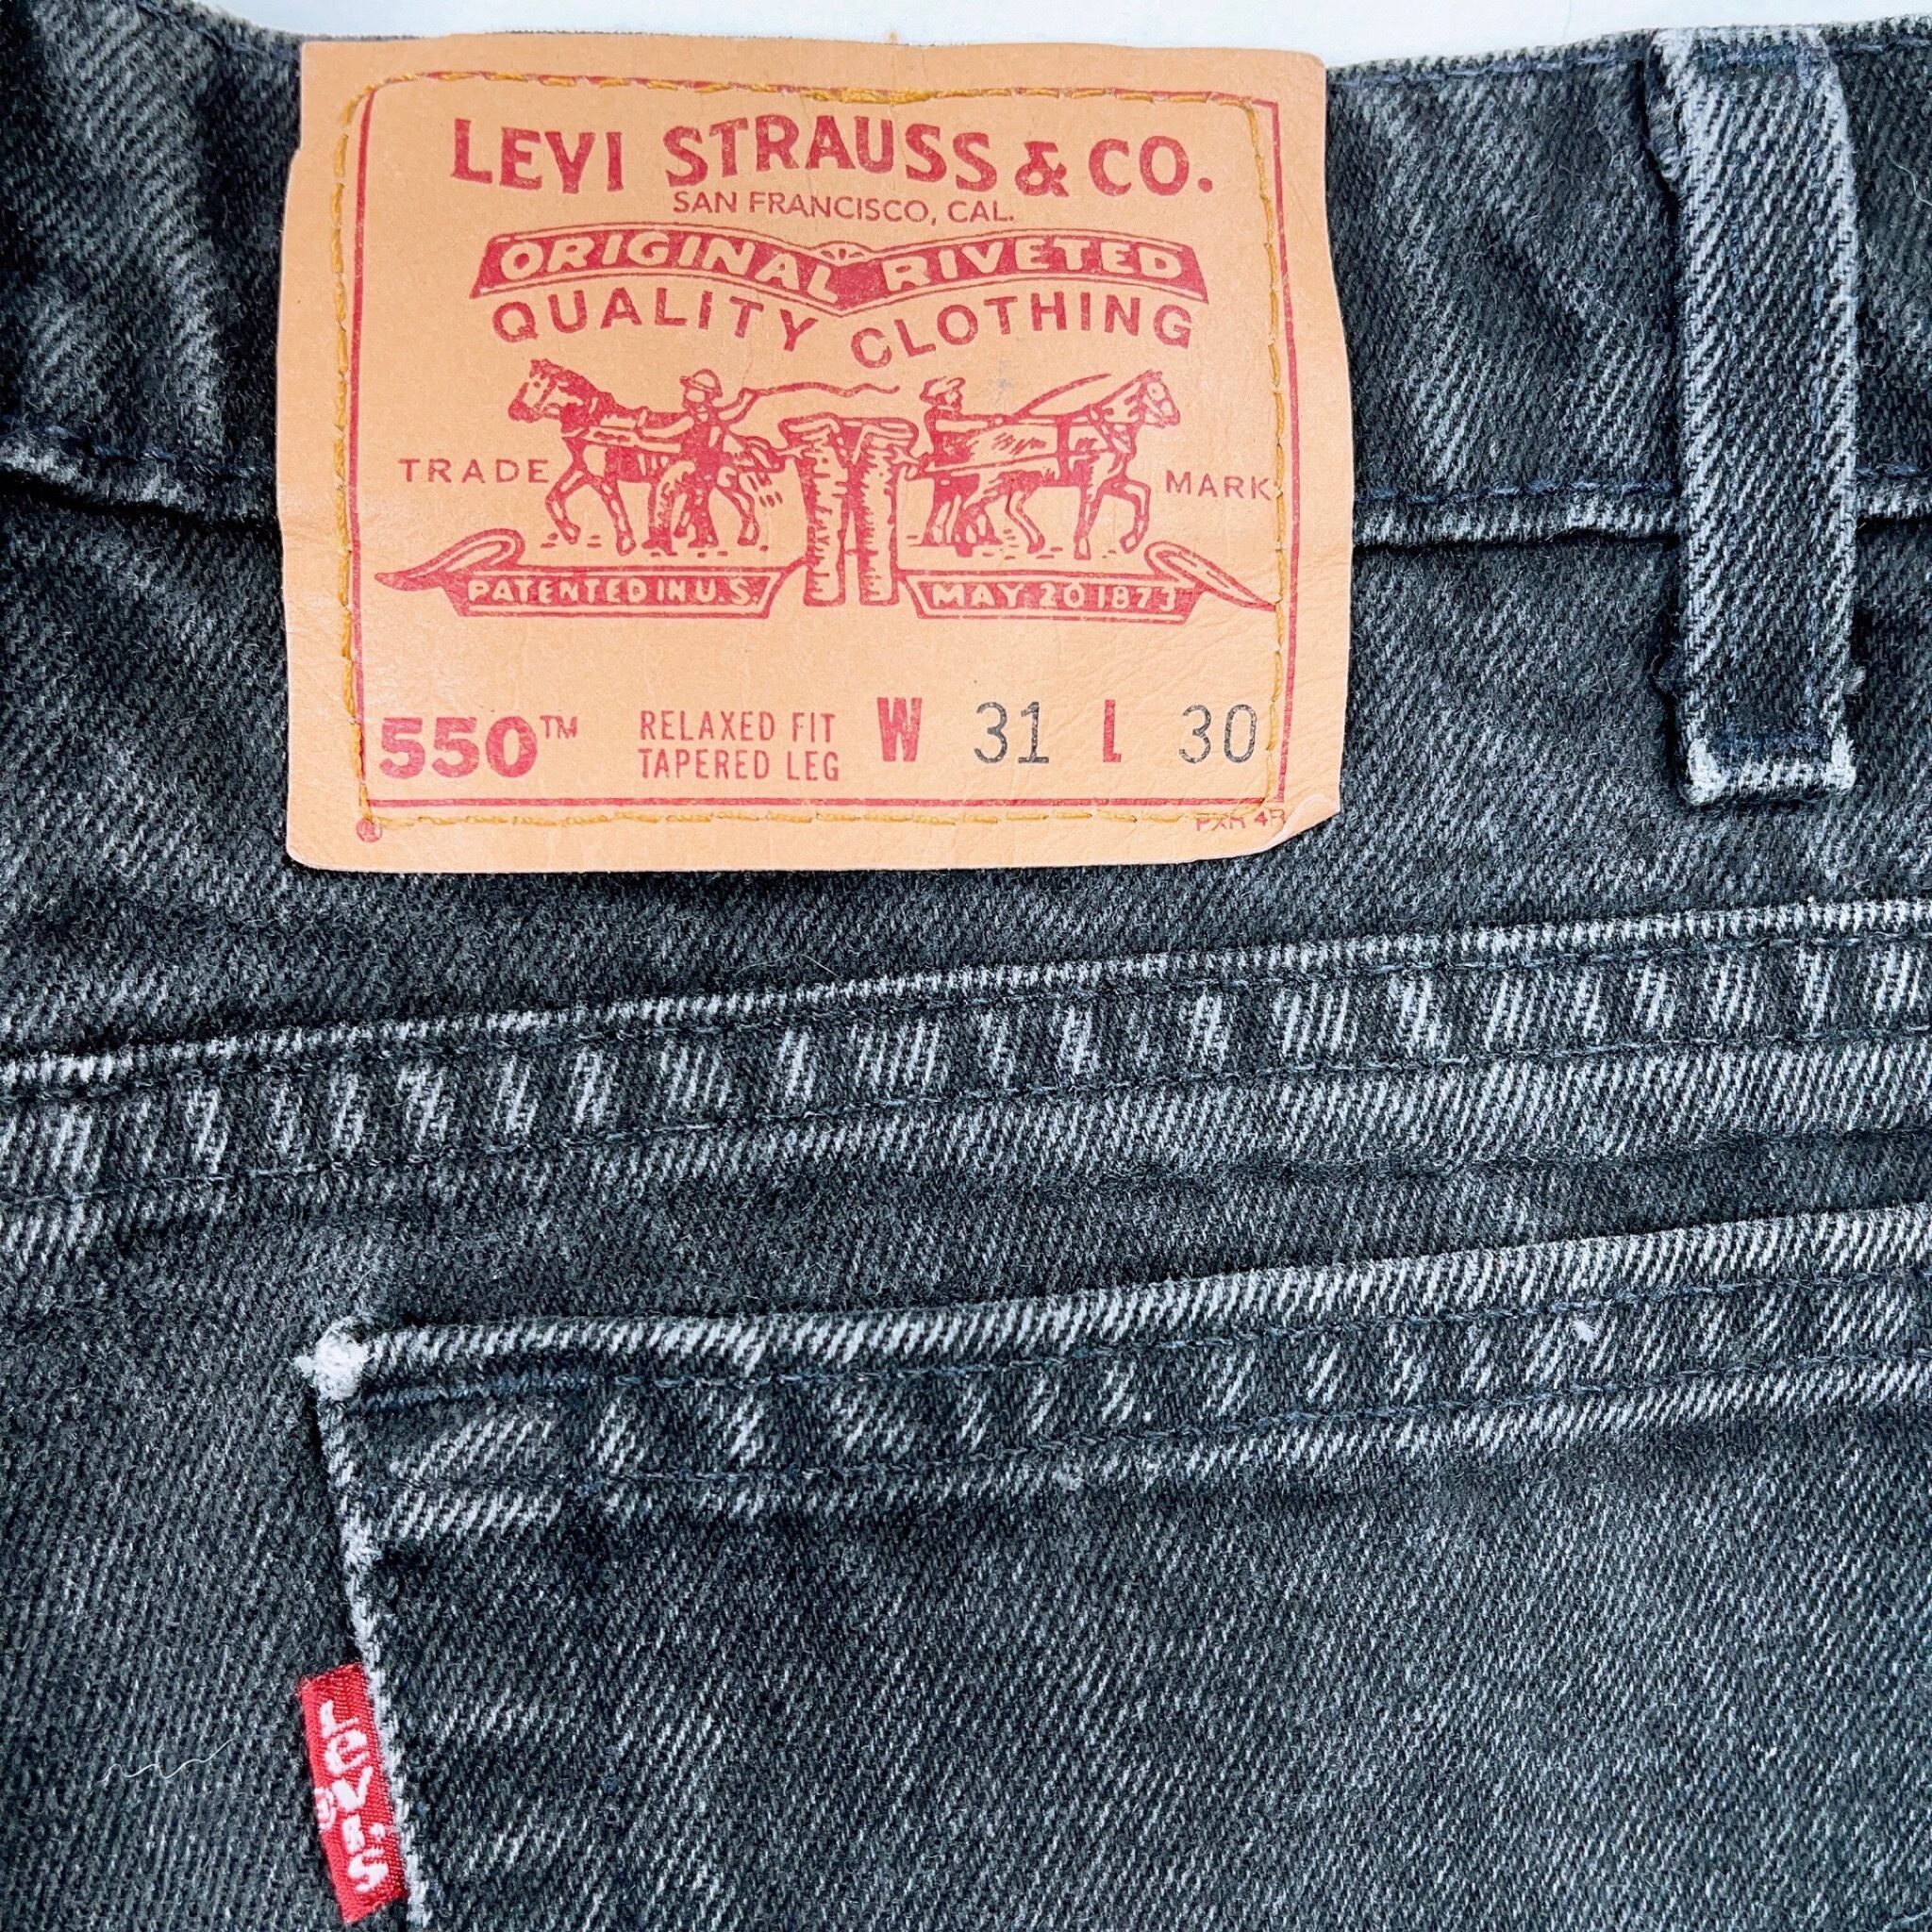 LEVI STRAUSS & CO.
SAN FRANCISCO, CAL.
ORIGINAL RIVETED
QUALITY CLOTHING
TRADE MARK
PATENTED IN U.S. MAY 20 1873
550™ RELAXED FIT W 31 L 30
TAPERED LEG
®
Levi's
®